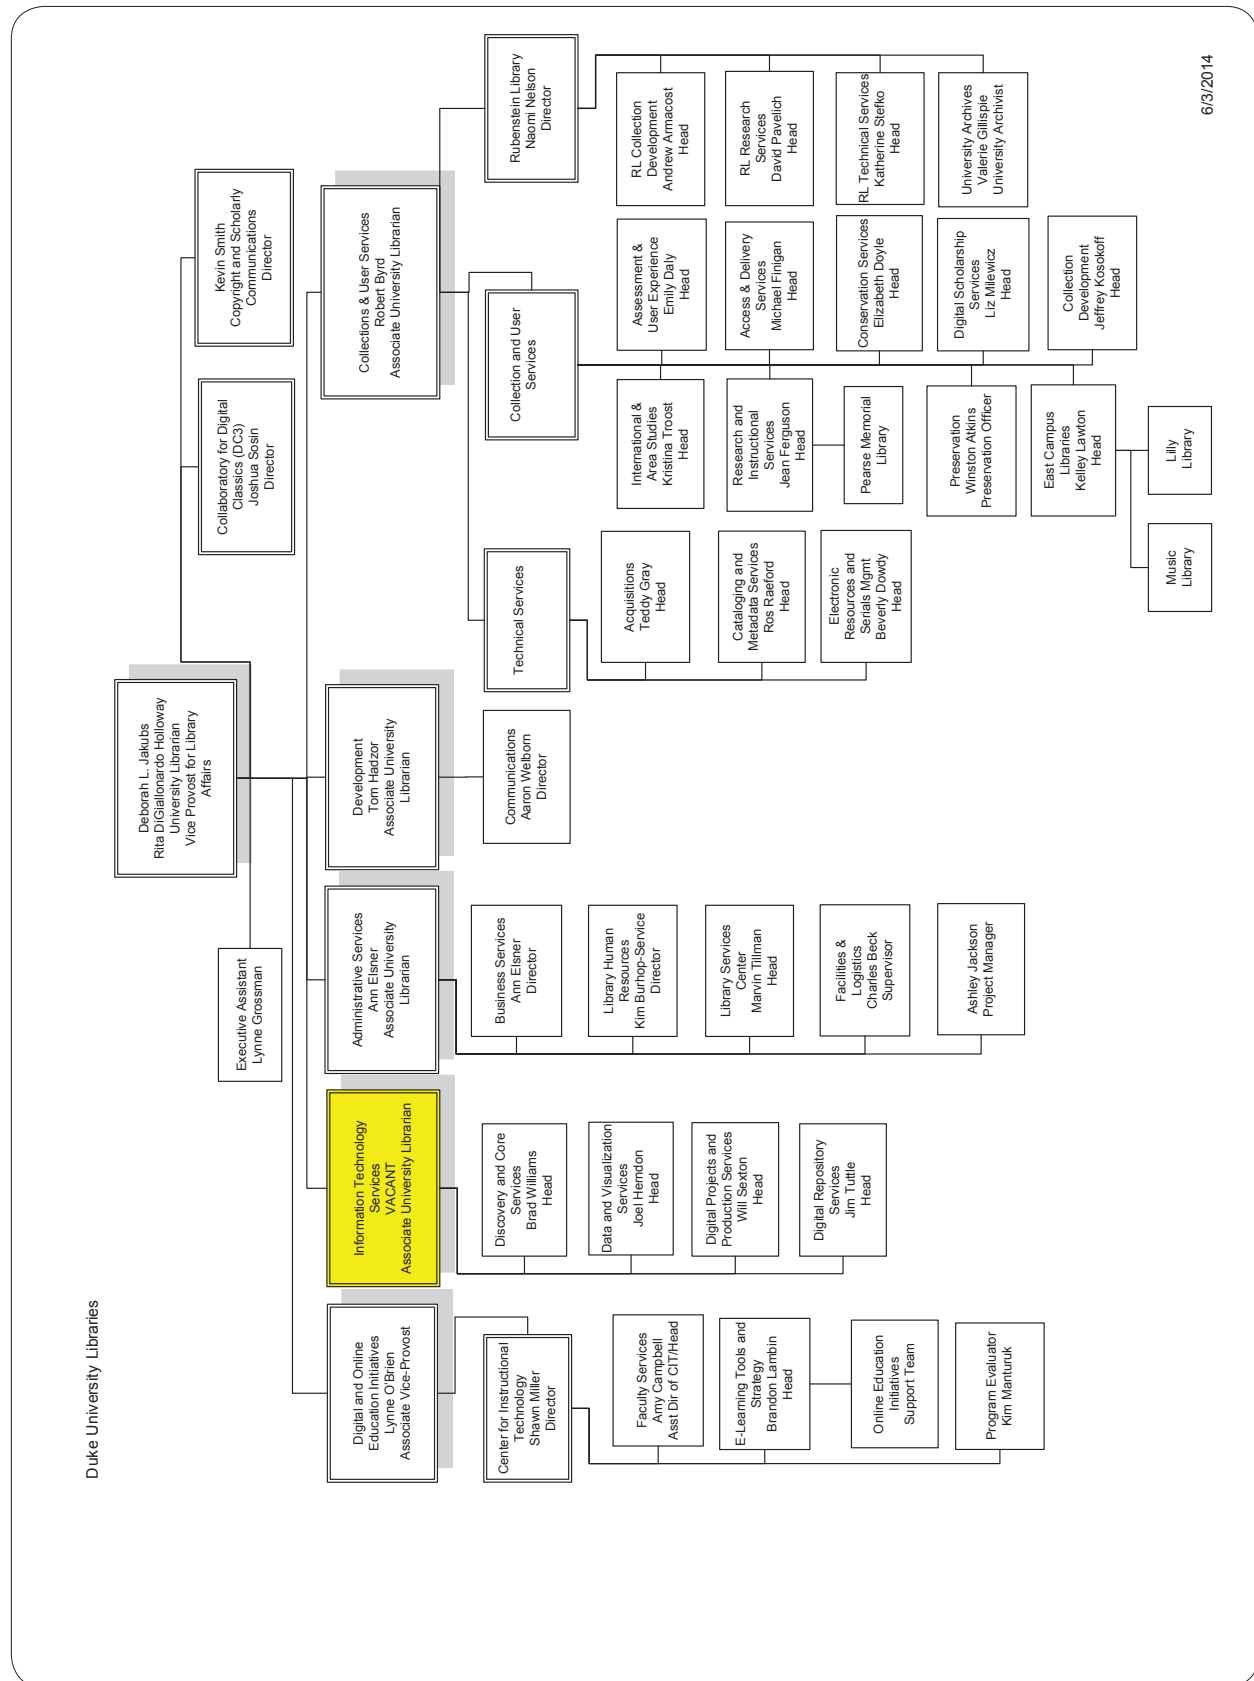 Duke University Libraries
Deborah L. Jakubs
Rita DiGiallonardo Holloway
University Librarian
Vice Provost for Library
Affairs
Executive Assistant
Lynne Grossman
Collaboratory for Digital
Classics (DC3)
Joshua Sosin
Director
Kevin Smith
Copyright and Scholarly
Communications
Director
Digital and Online
Education Initiatives
Lynne O'Brien
Associate Vice-Provost
Information Technology
Services
VACANT
Associate University Librarian
Administrative Services
Ann Elsner
Associate University
Librarian
Development
Tom Hadzor
Associate University
Librarian
Collections & User Services
Robert Byrd
Associate University Librarian
Center for Instructional
Technology
Shawn Miller
Director
Faculty Services
Amy Campbell
Asst Dir of CIT/Head
E-Learning Tools and
Strategy
Brandon Lambin
Head
Online Education
Initiatives
Support Team
Program Evaluator
Kim Manturuk
Discovery and Core
Services
Brad Williams
Head
Data and Visualization
Services
Joel Herndon
Head
Digital Projects and
Production Services
Will Sexton
Head
Digital Repository
Services
Jim Tuttle
Head
Business Services
Ann Elsner
Director
Library Human
Resources
Kim Burhop-Service
Director
Library Services
Center
Marvin Tillman
Head
Facilities &
Logistics
Charles Beck
Supervisor
Ashley Jackson
Project Manager
Communications
Aaron Welborn
Director
Technical Services
Acquisitions
Teddy Gray
Head
Cataloging and
Metadata Services
Ros Raeford
Head
Electronic
Resources and
Serials Mgmt
Beverly Dowdy
Head
Collection and User
Services
International &
Area Studies
Kristina Troost
Head
Assessment &
User Experience
Emily Daly
Head
Research and
Instructional
Services
Jean Ferguson
Head
Access & Delivery
Services
Michael Finigan
Head
Pearse Memorial
Library
Conservation Services
Elizabeth Doyle
Head
Preservation
Winston Atkins
Preservation Officer
Digital Scholarship
Services
Liz Milewicz
Head
East Campus
Libraries
Kelley Lawton
Head
Collection
Development
Jeffrey Kosokoff
Head
Music
Library
Lilly
Library
Rubenstein Library
Naomi Nelson
Director
RL Collection
Development
Andrew Armacost
Head
RL Research
Services
David Pavelich
Head
RL Technical Services
Katherine Stefko
Head
University Archives
Valerie Gillispie
University Archivist
6/3/2014